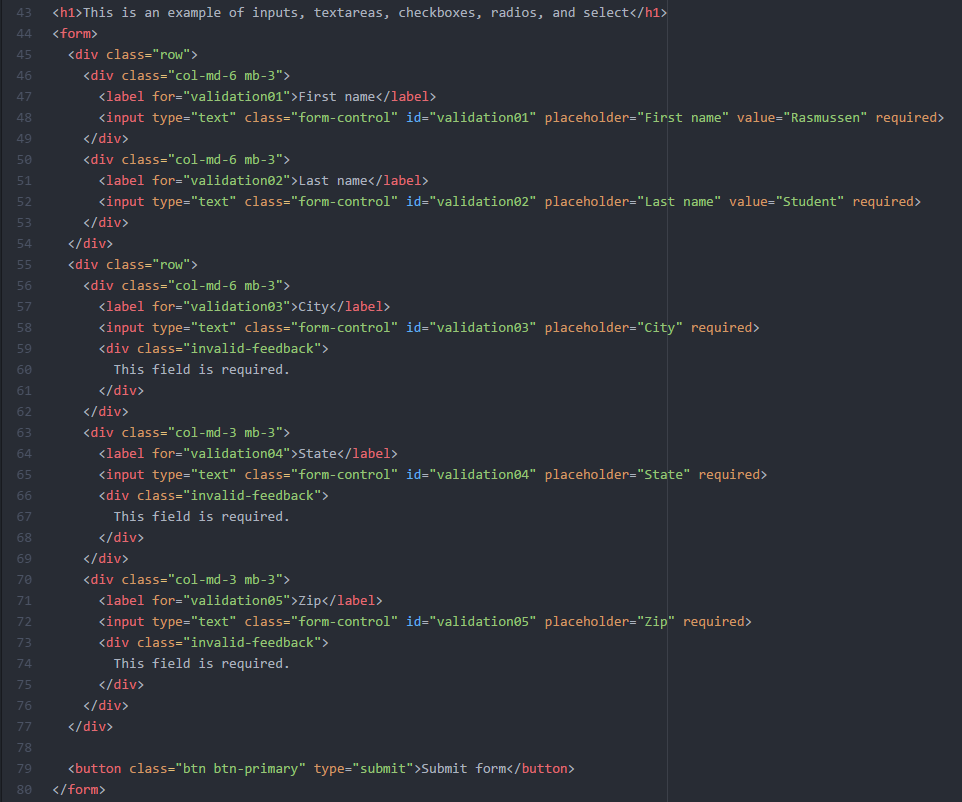 43 <h1>This is an example of inputs, textareas, checkboxes, radios, and select</h1>
44 <form>
45 <div class="row">
46 <div class="col-md-6 mb-3">
47 <label for="validation01">First name</label>
48 <input type="text" class="form-control" id="validation01" placeholder="First name" value="Rasmussen" required>
49 </div>
50 <div class="col-md-6 mb-3">
51 <label for="validation02">Last name</label>
52 <input type="text" class="form-control" id="validation02" placeholder="Last name" value="Student" required>
53 </div>
54 </div>
55 <div class="row">
56 <div class="col-md-6 mb-3">
57 <label for="validation03">City</label>
58 <input type="text" class="form-control" id="validation03" placeholder="City" required>
59 <div class="invalid-feedback">
60 This field is required.
61 </div>
62 </div>
63 <div class="col-md-3 mb-3">
64 <label for="validation04">State</label>
65 <input type="text" class="form-control" id="validation04" placeholder="State" required>
66 <div class="invalid-feedback">
67 This field is required.
68 </div>
69 </div>
70 <div class="col-md-3 mb-3">
71 <label for="validation05">Zip</label>
72 <input type="text" class="form-control" id="validation05" placeholder="Zip" required>
73 <div class="invalid-feedback">
74 This field is required.
75 </div>
76 </div>
77 </div>
78
79 <button class="btn btn-primary" type="submit">Submit form</button>
80 </form>